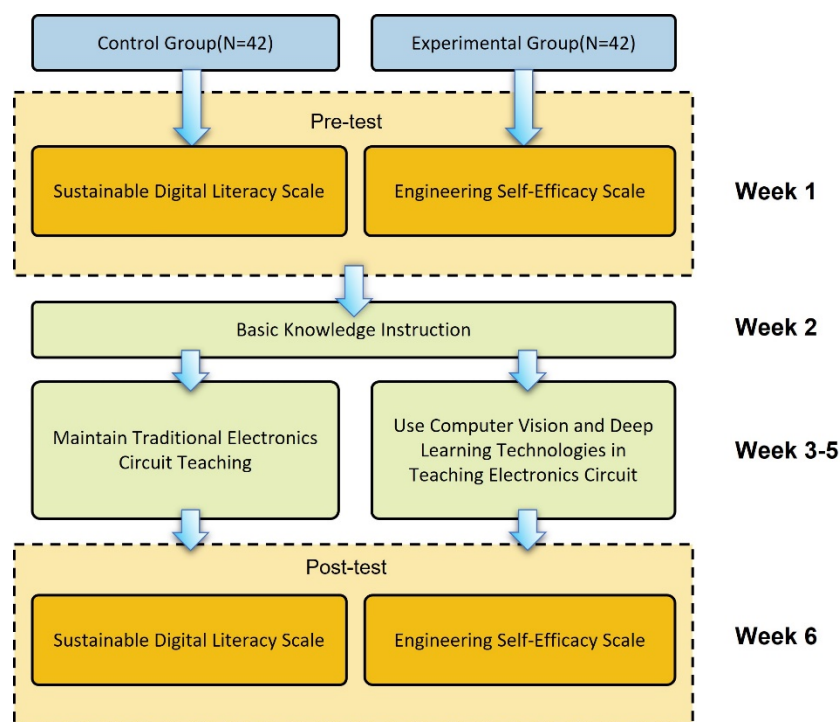 Control Group(N=42)
Experimental Group(N=42)
Pre-test
Sustainable Digital Literacy Scale
Engineering Self-Efficacy Scale
Week 1
Basic Knowledge Instruction
Week 2
Maintain Traditional Electronics
Circuit Teaching
Use Computer Vision and Deep
Learning Technologies in
Teaching Electronics Circuit
Week 3-5
Post-test
Sustainable Digital Literacy Scale
Engineering Self-Efficacy Scale
Week 6